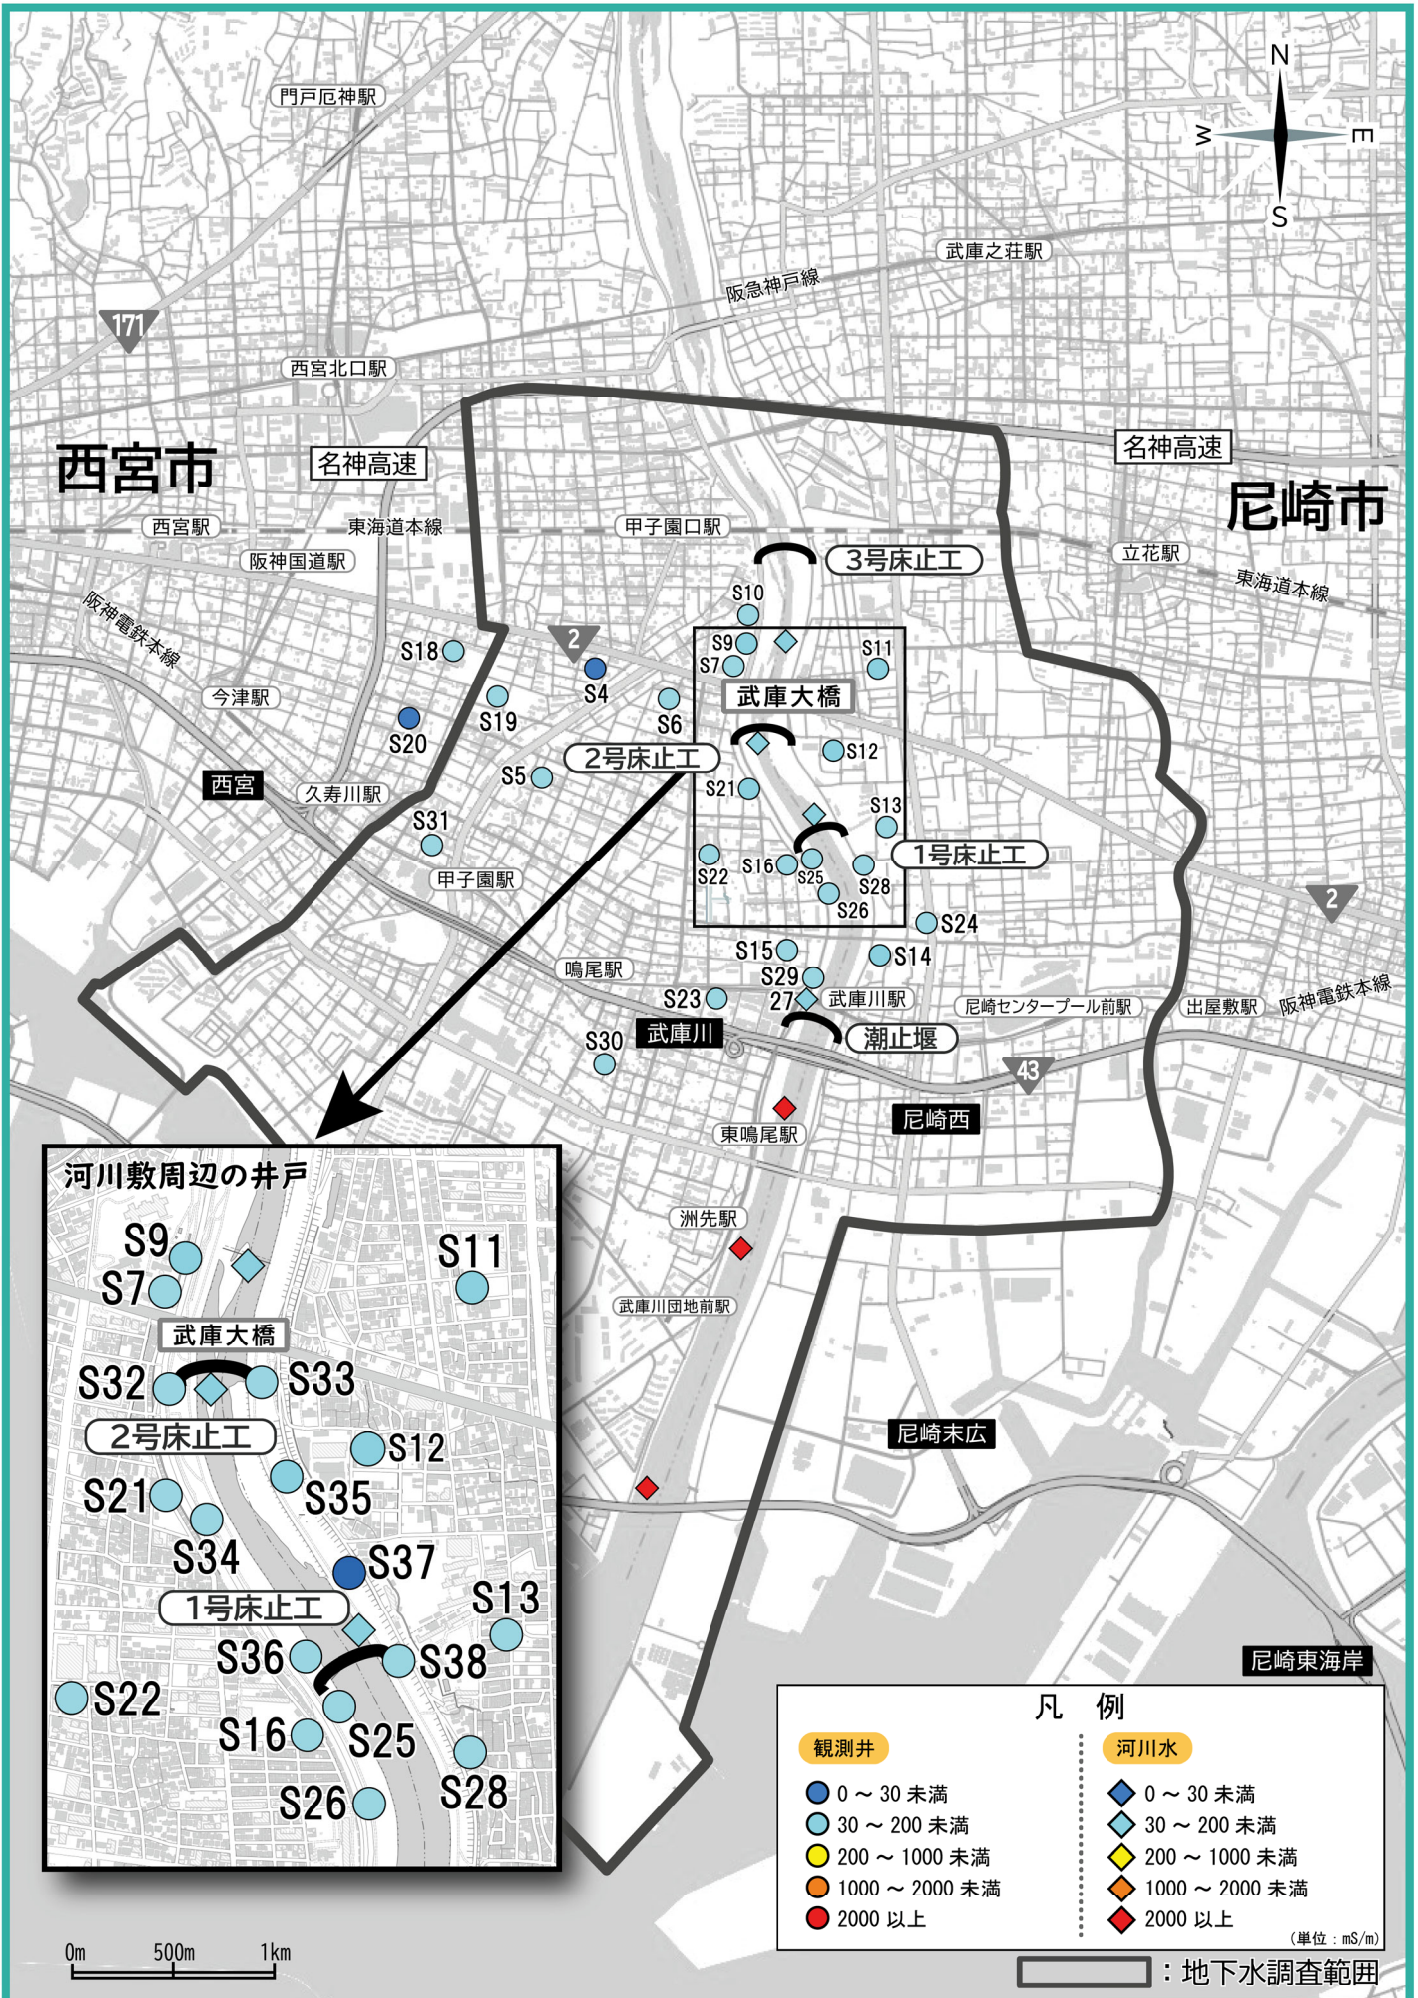 N
W
E
S
門戸厄神駅
武庫之荘駅
阪急神戸線
171
西宮北口駅
西宮市
名神高速
名神高速
尼崎市
西宮駅
東海道本線
甲子園口駅
阪神国道駅
立花駅
東海道本線
3号床止工
阪神電鉄本線
S10
2
S18
S9
S11
S7
S4
今津駅
S19
S6
武庫大橋
S20
2号床止工
S12
西宮
S5
久寿川駅
S21
S31
S13
1号床止工
S22
S16
S25
S28
甲子園駅
S26
2
S24
S15
S14
鳴尾駅
S29
S23
27
武庫川駅
尼崎センタープール前駅
出屋敷駅
阪神電鉄本線
武庫川
潮止堰
S30
43
尼崎西
東鳴尾駅
洲先駅
武庫川団地前駅
尼崎末広
尼崎東海岸
河川敷周辺の井戸
S9
S7
S11
武庫大橋
S32
S33
2号床止工
S12
S21
S35
S34
S37
1号床止工
S13
S36
S38
S22
S16
S25
S26
S28
凡 例
観測井
河川水
0 ～ 30 未満
0 ～ 30 未満
30 ～ 200 未満
30 ～ 200 未満
200 ～ 1000 未満
200 ～ 1000 未満
1000 ～ 2000 未満
1000 ～ 2000 未満
2000 以上
2000 以上
（単位：mS/m）
0m 500m 1km
：地下水調査範囲